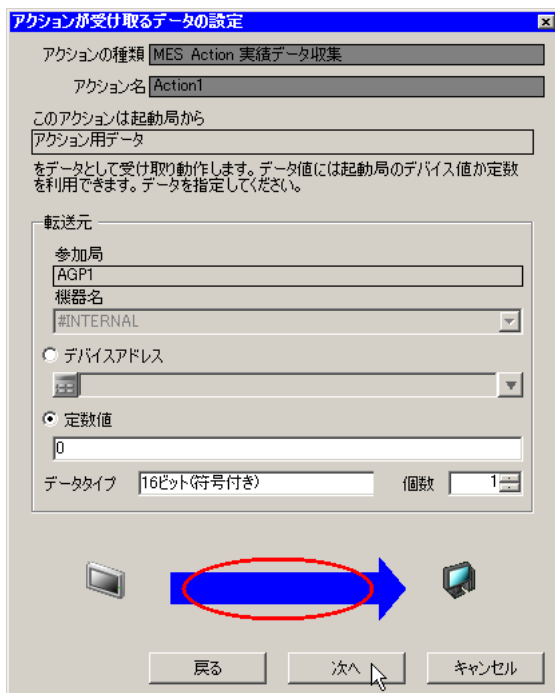 アクションが受け取るデータの設定
アクションの種類 MES Action 実績データ収集
アクション名 Action1
このアクションは起動局から
アクション用データ
をデータとして受け取り動作します。データ値には起動局のデバイス値か定数
を利用できます。データを指定してください。
転送元
参加局
AGP1
機器名
#INTERNAL
デバイスアドレス
定数値
0
データタイプ 16ビット(符号付き) 個数 1
戻る 次へ キャンセル